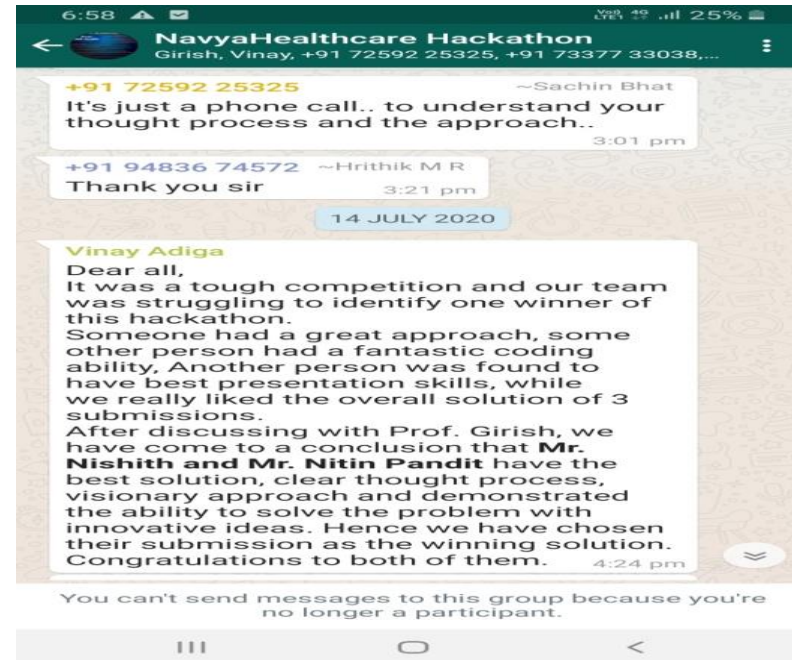 6:58 25%
NavyaHealthcare Hackathon
Girish, Vinay, +91 72592 25325, +91 73377 33038,...
+91 72592 25325 ~Sachin Bhat
It's just a phone call.. to understand your
thought process and the approach..
3:01 pm
+91 94836 74572 ~Hrithik M R
Thank you sir 3:21 pm
14 JULY 2020
Vinay Adiga
Dear all,
It was a tough competition and our team
was struggling to identify one winner of
this hackathon.
Someone had a great approach, some
other person had a fantastic coding
ability, Another person was found to
have best presentation skills, while
we really liked the overall solution of 3
submissions.
After discussing with Prof. Girish, we
have come to a conclusion that Mr.
Nishith and Mr. Nitin Pandit have the
best solution, clear thought process,
visionary approach and demonstrated
the ability to solve the problem with
innovative ideas. Hence we have chosen
their submission as the winning solution.
Congratulations to both of them. 4:24 pm
You can't send messages to this group because you're
no longer a participant.